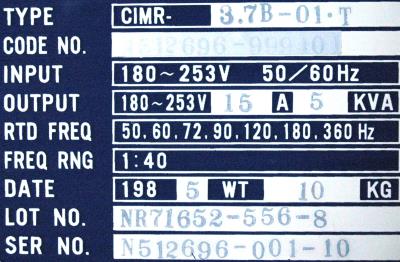 TYPE CIMR- 3.7B-01·T
CODE NO. 512696-999
INPUT 180~253V 50/60Hz
OUTPUT 180~253V 15 A 5 KVA
RTD FREQ 50,60,72,90,120,180,360 Hz
FREQ RNG 1:40
DATE 198 5 WT 10 KG
LOT NO. NR71652-556-8
SER NO. N512696-001-10